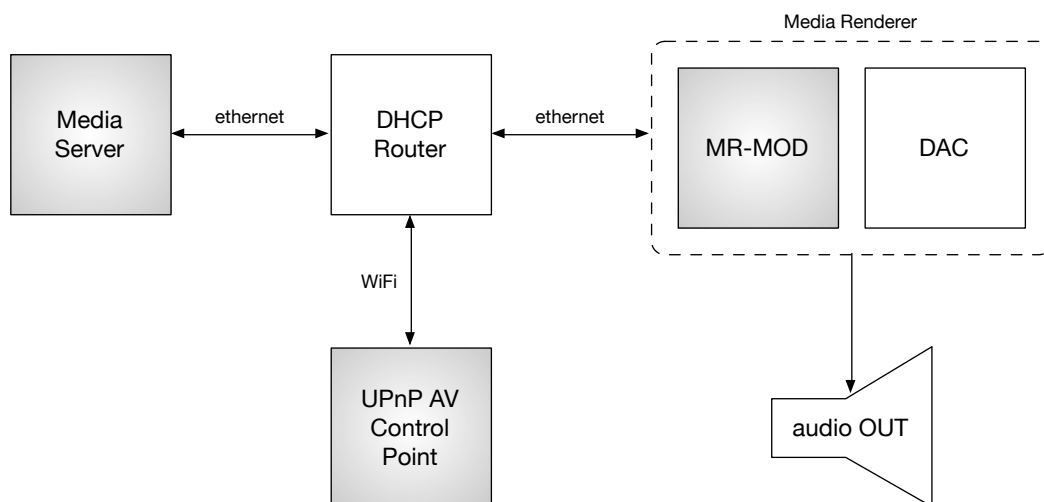 Media Renderer
Media
Server
ethernet
DHCP
Router
ethernet
MR-MOD
DAC
WiFi
UPnP AV
Control
Point
audio OUT